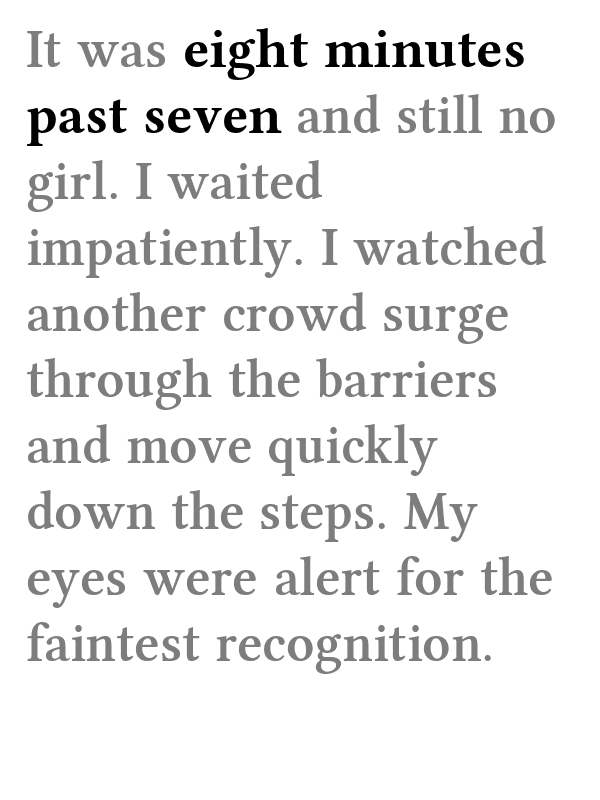 It was eight minutes
past seven and still no
girl. I waited
impatiently. I watched
another crowd surge
through the barriers
and move quickly
down the steps. My
eyes were alert for the
faintest recognition.